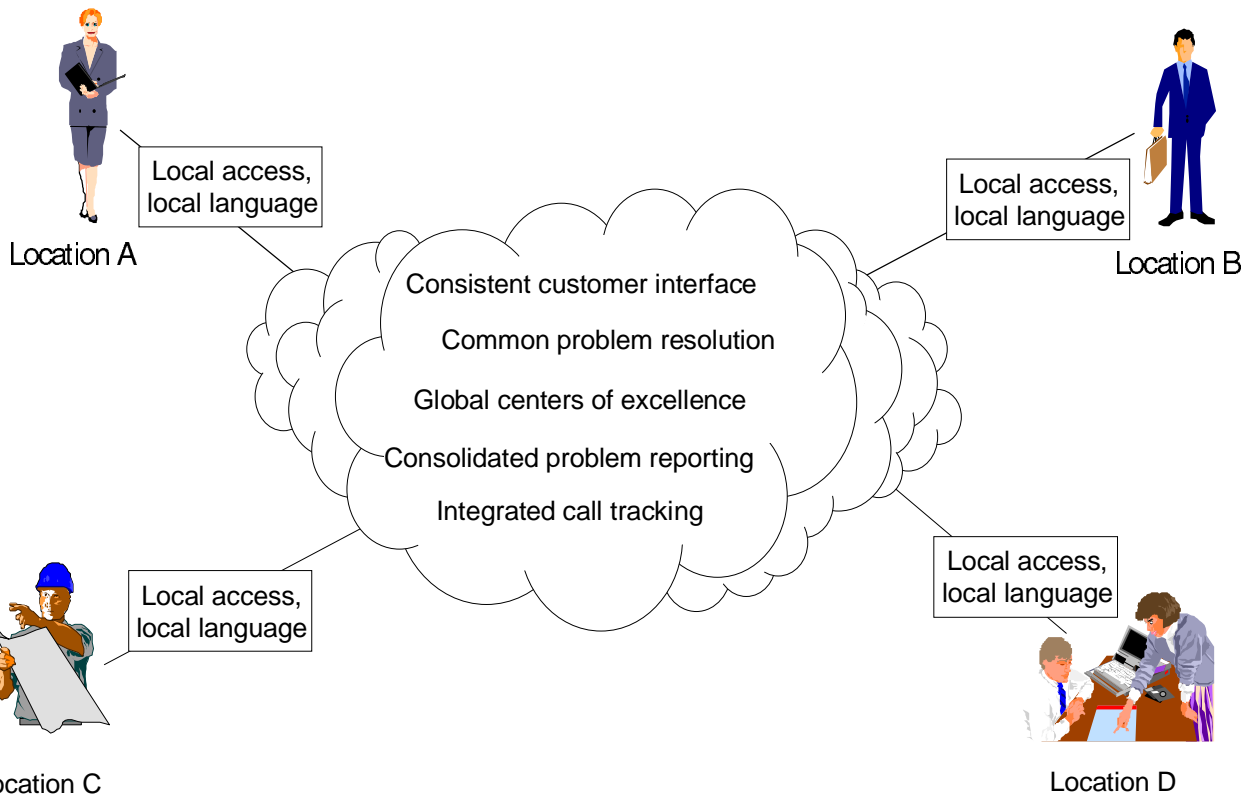 Local access,
local language
Location A
Local access,
local language
Location B
Consistent customer interface
Common problem resolution
Global centers of excellence
Consolidated problem reporting
Integrated call tracking
Local access,
local language
ocation C
Local access,
local language
Location D